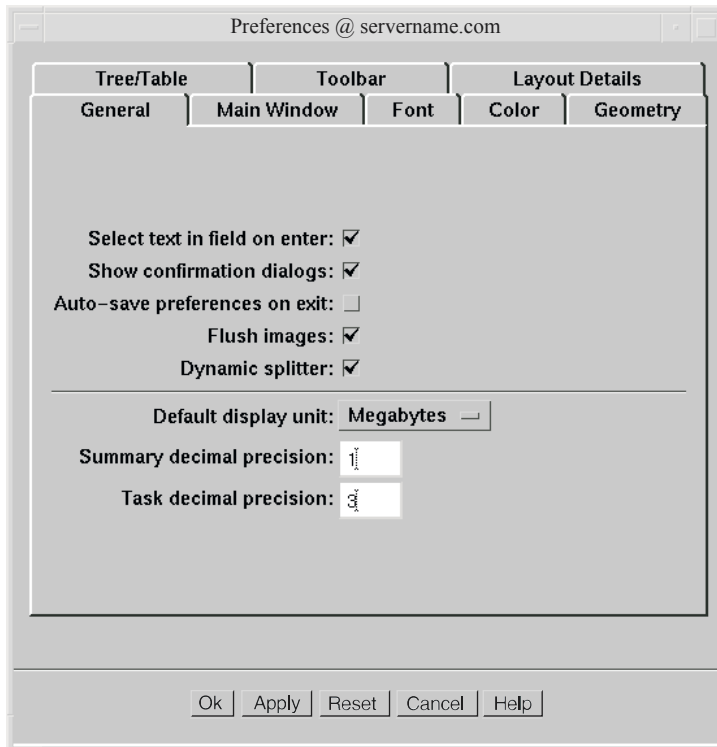 Preferences @ servername.com
Tree/Table Toolbar Layout Details
General Main Window Font Color Geometry
Select text in field on enter:
Show confirmation dialogs:
Auto-save preferences on exit:
Flush images:
Dynamic splitter:
Default display unit: Megabytes
Summary decimal precision: 1
Task decimal precision: 3
Ok Apply Reset Cancel Help